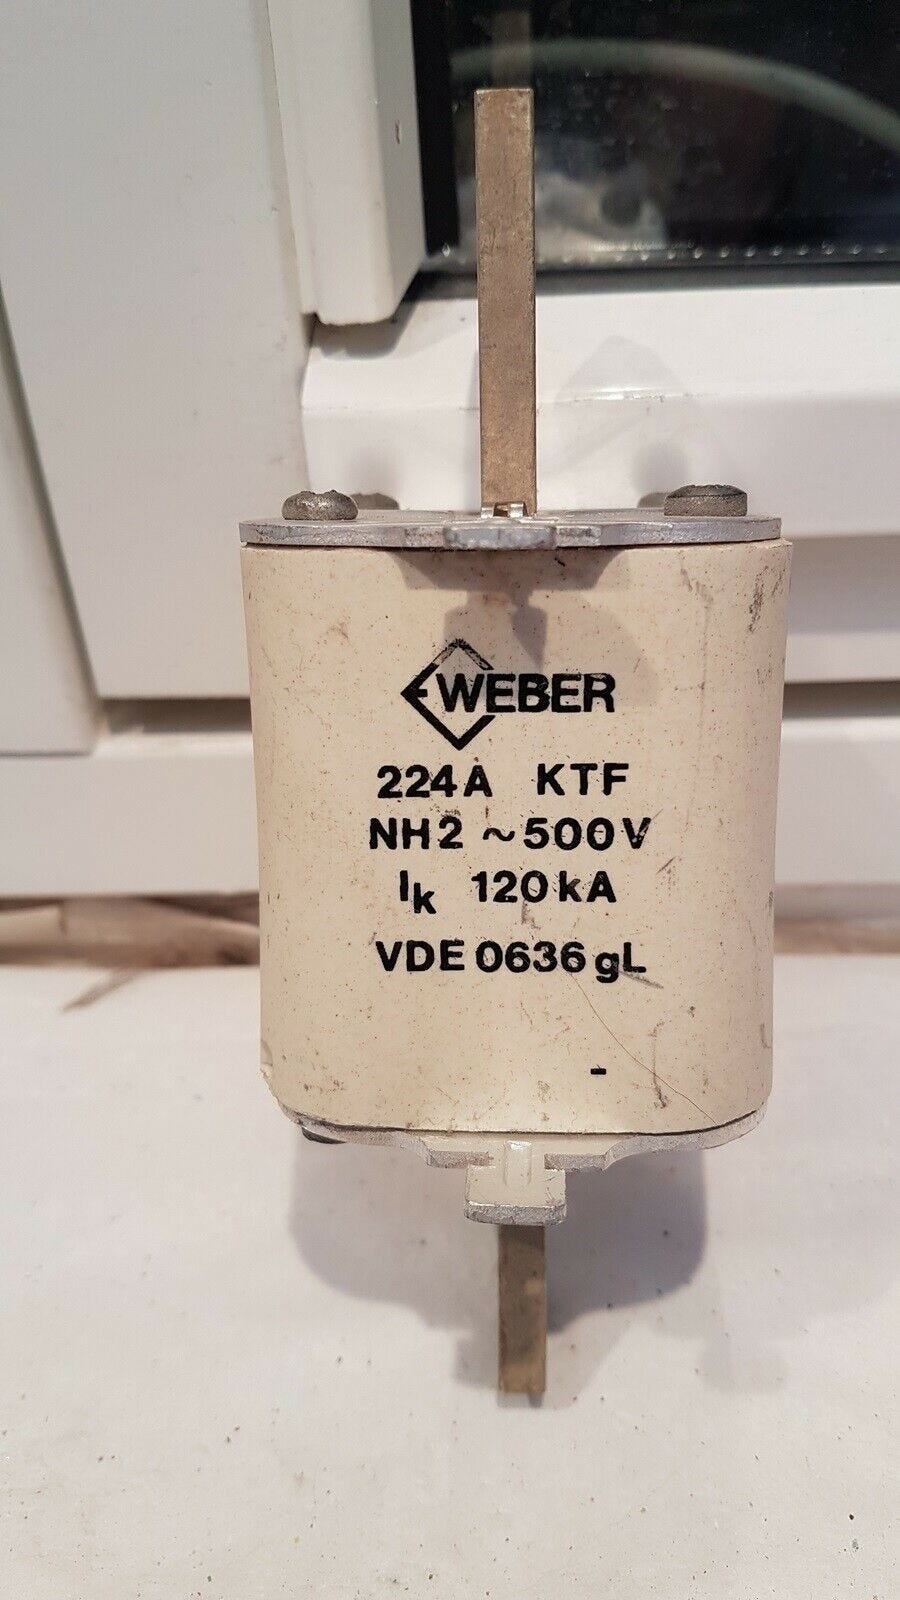 WEBER
224A KTF
NH2 ~500V
Ik 120kA
VDE 0636 gL
-